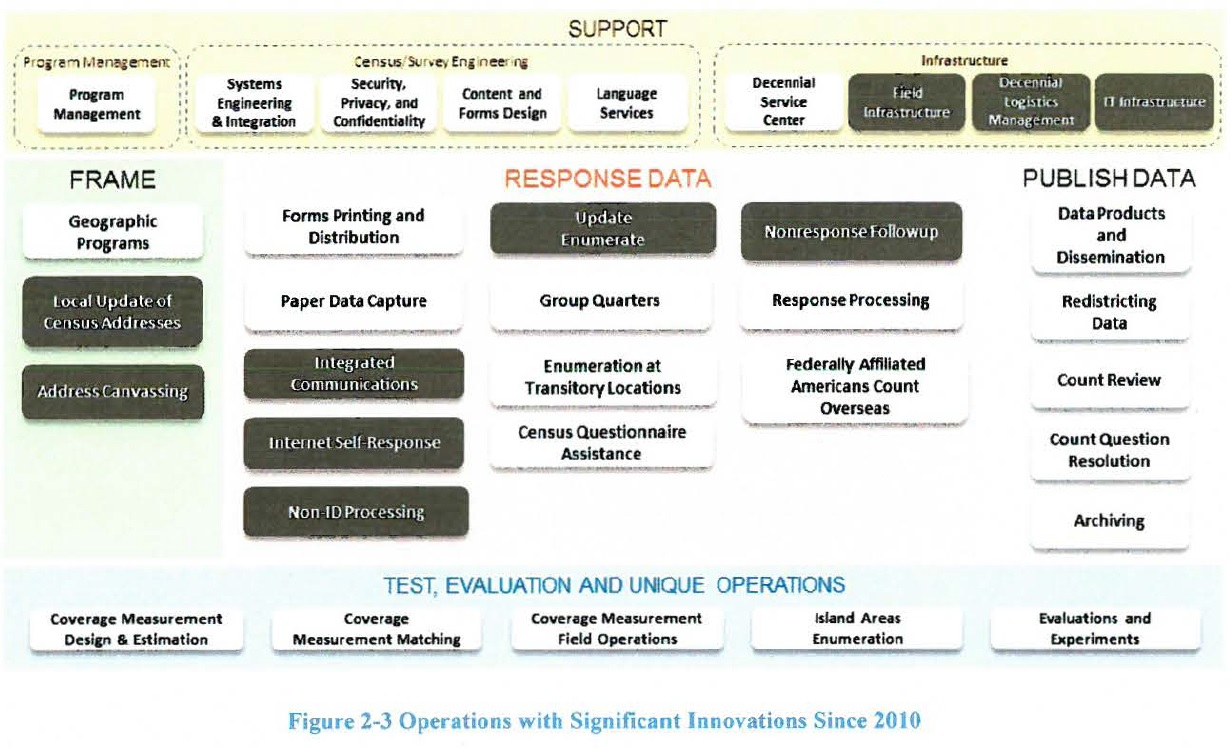 SUPPORT
Program Management
Program
Management
Census/Survey Engineering
Systems
Engineering
& Integration
Security,
Privacy, and
Confidentiality
Content and
Forms Design
Language
Services
Infrastructure
Decennial
Service
Center
Field
Infrastructure
Decennial
Logistics
Management
IT Infrastructure
FRAME
Geographic
Programs
Local Update of
Census Addresses
Address Canvassing
RESPONSE DATA
Forms Printing and
Distribution
Paper Data Capture
Integrated
Communications
Internet Self-Response
Non-ID Processing
Update
Enumerate
Group Quarters
Enumeration at
Transitory Locations
Census Questionnaire
Assistance
Nonresponse Followup
Response Processing
Federally Affiliated
Americans Count
Overseas
PUBLISH DATA
Data Products
and
Dissemination
Redistricting
Data
Count Review
Count Question
Resolution
Archiving
TEST, EVALUATION AND UNIQUE OPERATIONS
Coverage Measurement
Design & Estimation
Coverage
Measurement Matching
Coverage Measurement
Field Operations
Island Areas
Enumeration
Evaluations and
Experiments
Figure 2-3 Operations with Significant Innovations Since 2010